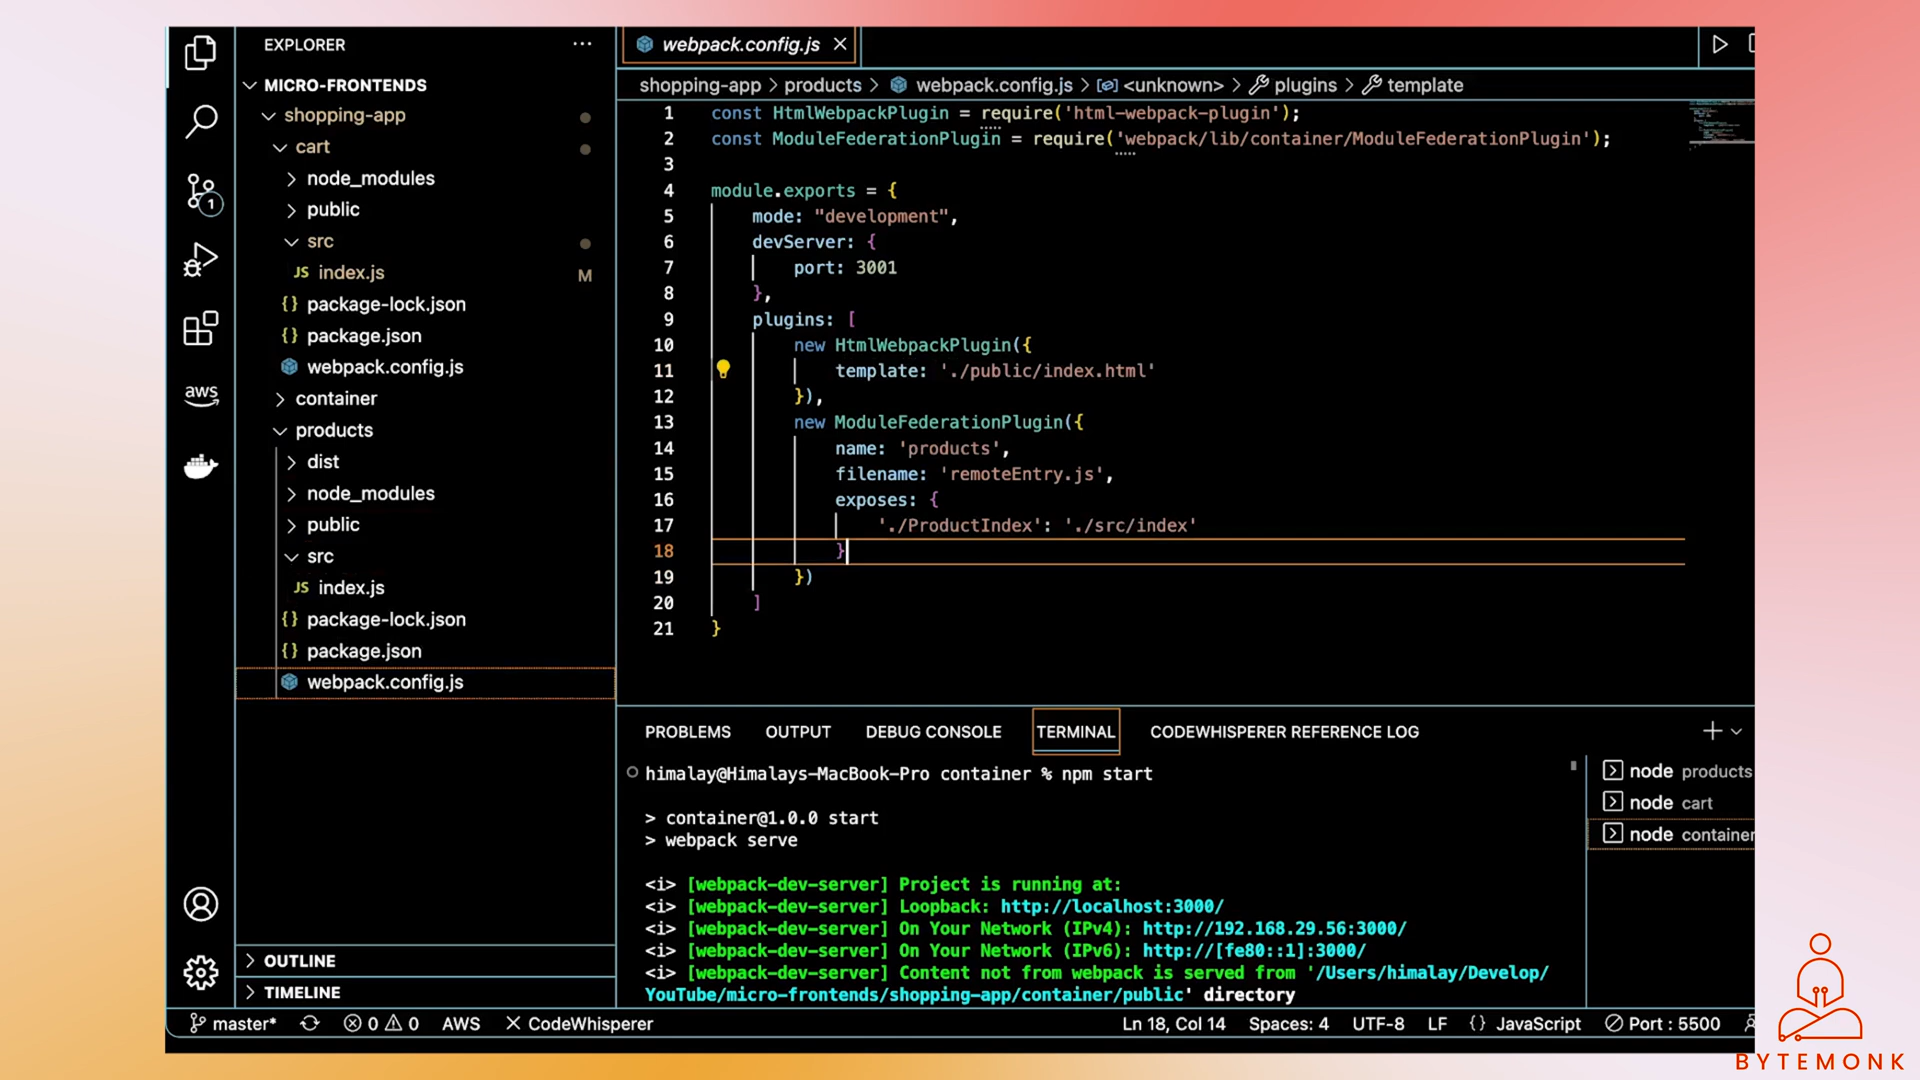 EXPLORER
MICRO-FRONTENDS
shopping-app
cart
node_modules
public
src
JS index.js M
{} package-lock.json
{} package.json
webpack.config.js
container
products
dist
node_modules
public
src
JS index.js
{} package-lock.json
{} package.json
webpack.config.js
OUTLINE
TIMELINE
1
aws
webpack.config.js ×
shopping-app > products > webpack.config.js > <unknown> > plugins > template
1 const HtmlWebpackPlugin = require('html-webpack-plugin');
2 const ModuleFederationPlugin = require('webpack/lib/container/ModuleFederationPlugin');
3
4 module.exports = {
5 mode: "development",
6 devServer: {
7 port: 3001
8 },
9 plugins: [
10 new HtmlWebpackPlugin({
11 template: './public/index.html'
12 }),
13 new ModuleFederationPlugin({
14 name: 'products',
15 filename: 'remoteEntry.js',
16 exposes: {
17 './ProductIndex': './src/index'
18 }
19 })
20 ]
21 }
PROBLEMS OUTPUT DEBUG CONSOLE TERMINAL CODEWHISPERER REFERENCE LOG
himalay@Himalays-MacBook-Pro container % npm start
> container@1.0.0 start
> webpack serve
<i> [webpack-dev-server] Project is running at:
<i> [webpack-dev-server] Loopback: http://localhost:3000/
<i> [webpack-dev-server] On Your Network (IPv4): http://192.168.29.56:3000/
<i> [webpack-dev-server] On Your Network (IPv6): http://[fe80::1]:3000/
<i> [webpack-dev-server] Content not from webpack is served from '/Users/himalay/Develop/
YouTube/micro-frontends/shopping-app/container/public' directory
node products
node cart
node container
master* 0 0 AWS CodeWhisperer Ln 18, Col 14 Spaces: 4 UTF-8 LF {} JavaScript Port : 5500
BYTEMONK